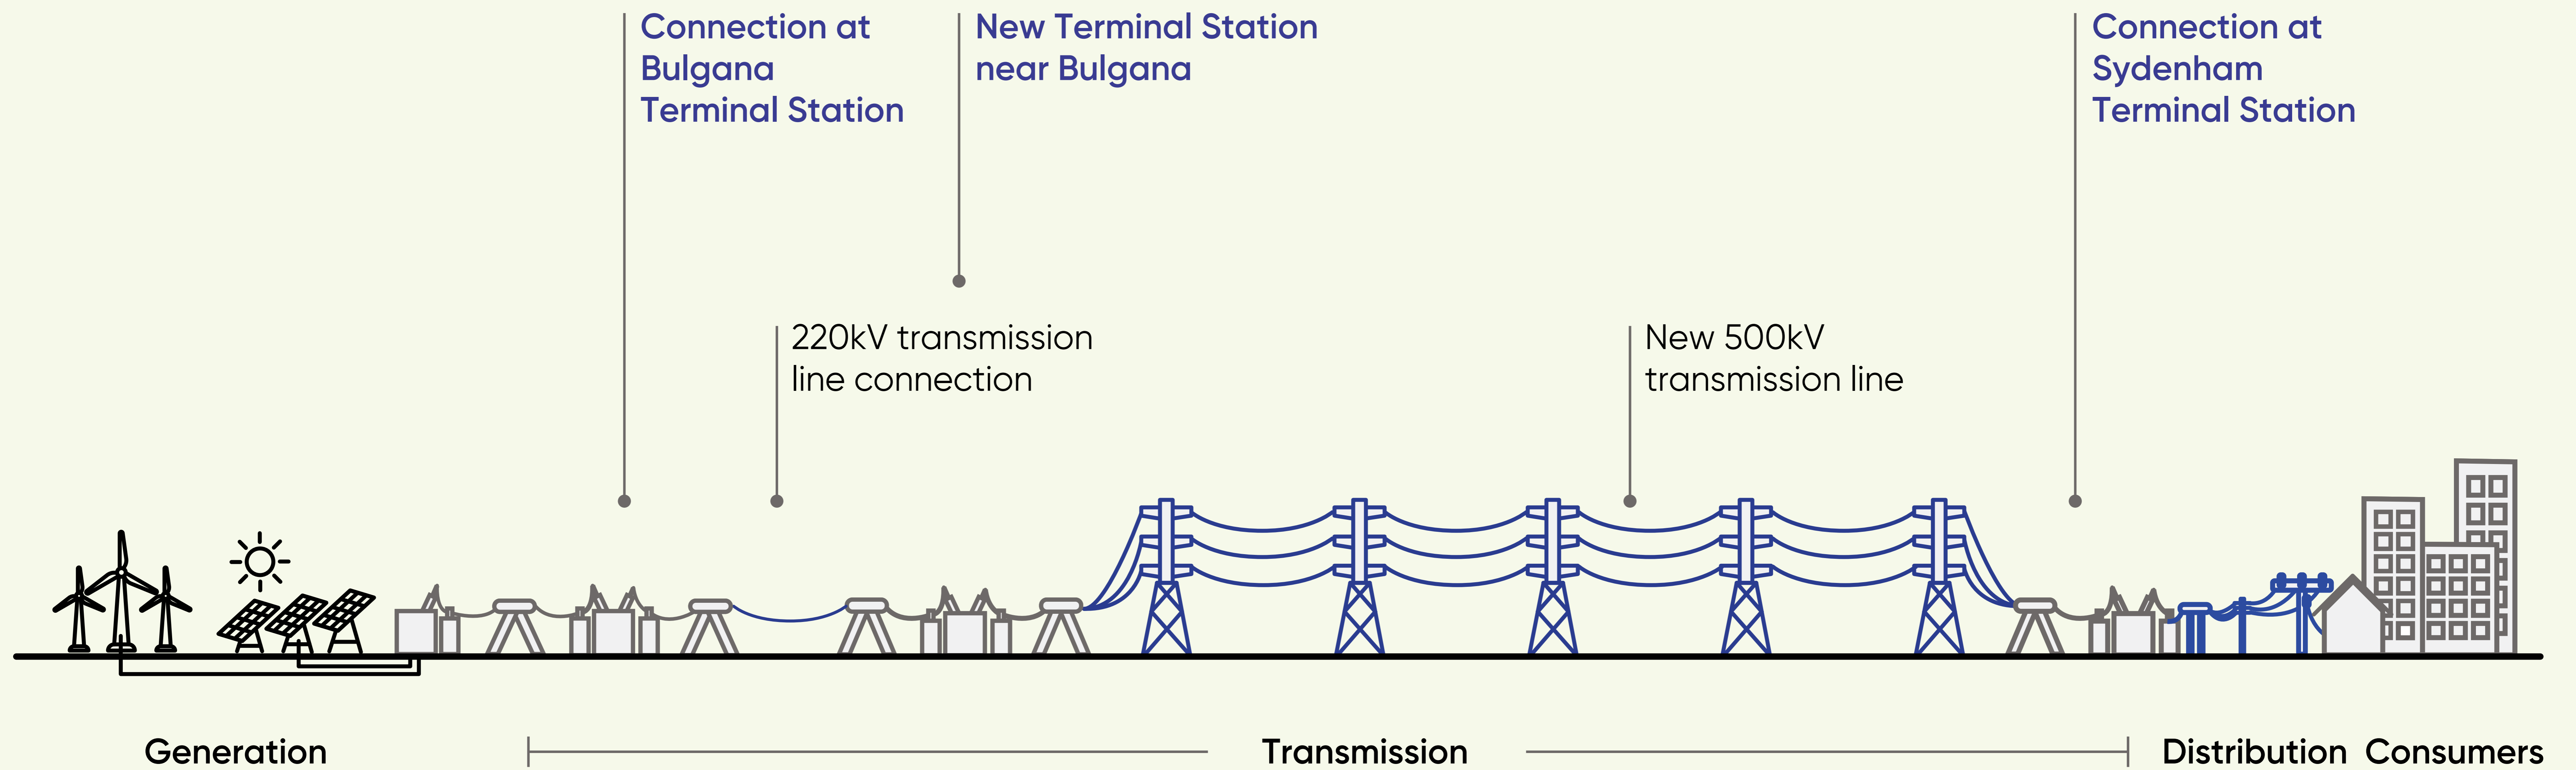 Connection at
Bulgana
Terminal Station
New Terminal Station
near Bulgana
Connection at
Sydenham
Terminal Station
220kV transmission
line connection
New 500kV
transmission line
Generation
Transmission
Distribution
Consumers